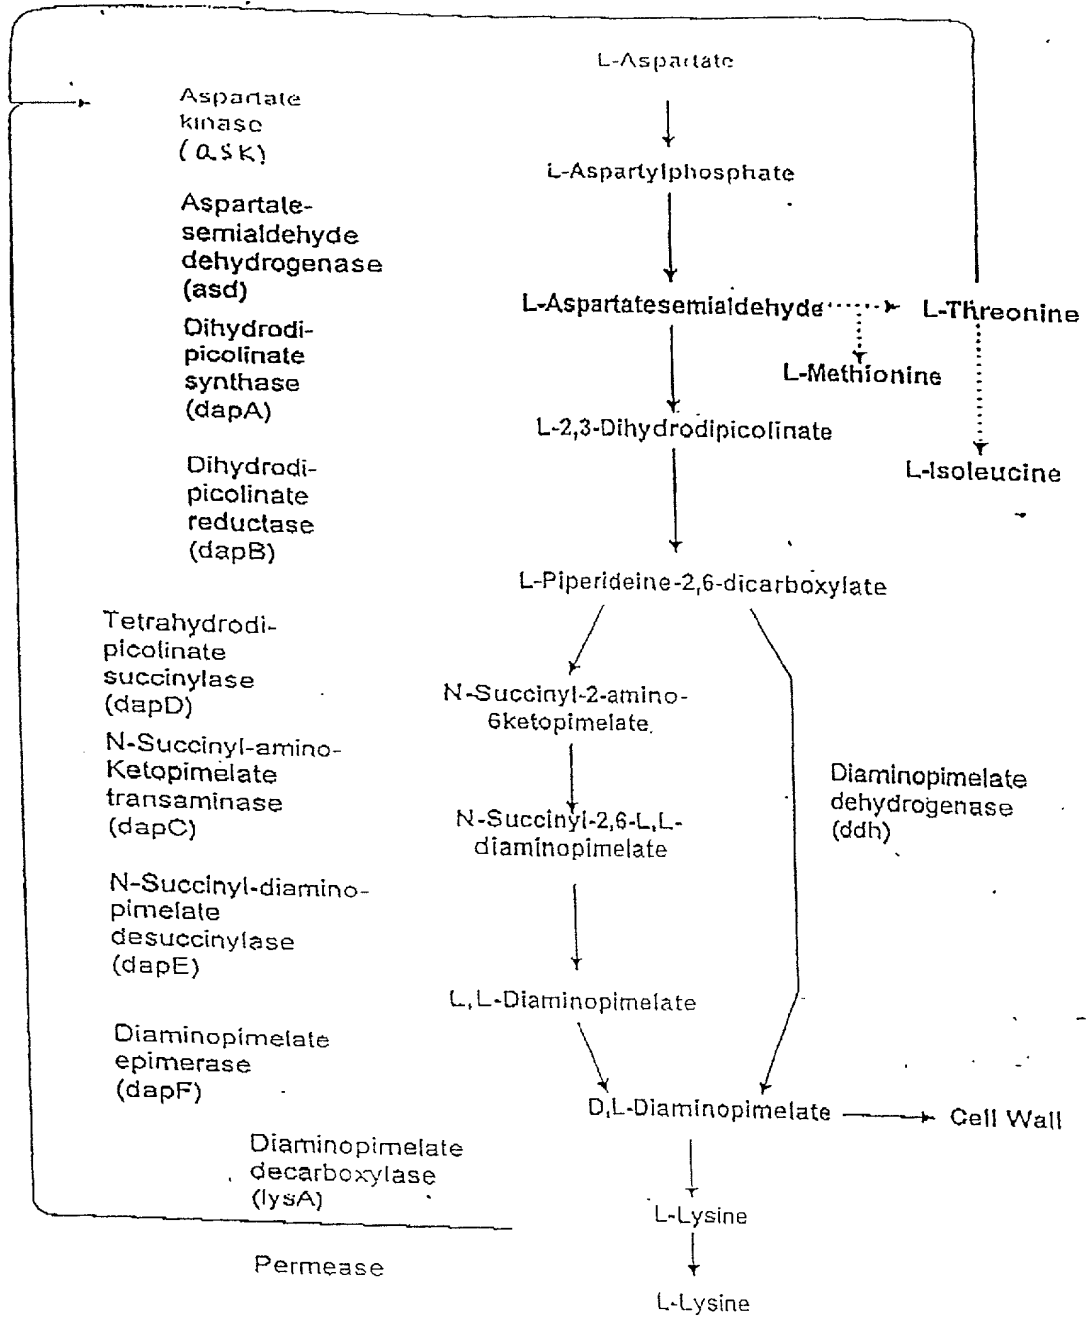 L-Aspartate
Aspartate
kinase
(ask)
L-Aspartylphosphate
Aspartate-
semialdehyde
dehydrogenase
(asd)
L-Aspartatesemialdehyde
L-Threonine
Dihydrodi-
picolinate
synthase
(dapA)
L-Methionine
L-2,3-Dihydrodipicolinate
L-Isoleucine
Dihydrodi-
picolinate
reductase
(dapB)
L-Piperideine-2,6-dicarboxylate
Tetrahydrodi-
picolinate
succinylase
(dapD)
N-Succinyl-2-amino-
6ketopimelate
N-Succinyl-amino-
Ketopimelate
transaminase
(dapC)
N-Succinyl-2,6-L,L-
diaminopimelate
Diaminopimelate
dehydrogenase
(ddh)
N-Succinyl-diamino-
pimelate
desuccinylase
(dapE)
L,L-Diaminopimelate
Diaminopimelate
epimerase
(dapF)
D,L-Diaminopimelate
Cell Wall
Diaminopimelate
decarboxylase
(lysA)
L-Lysine
Permease
L-Lysine